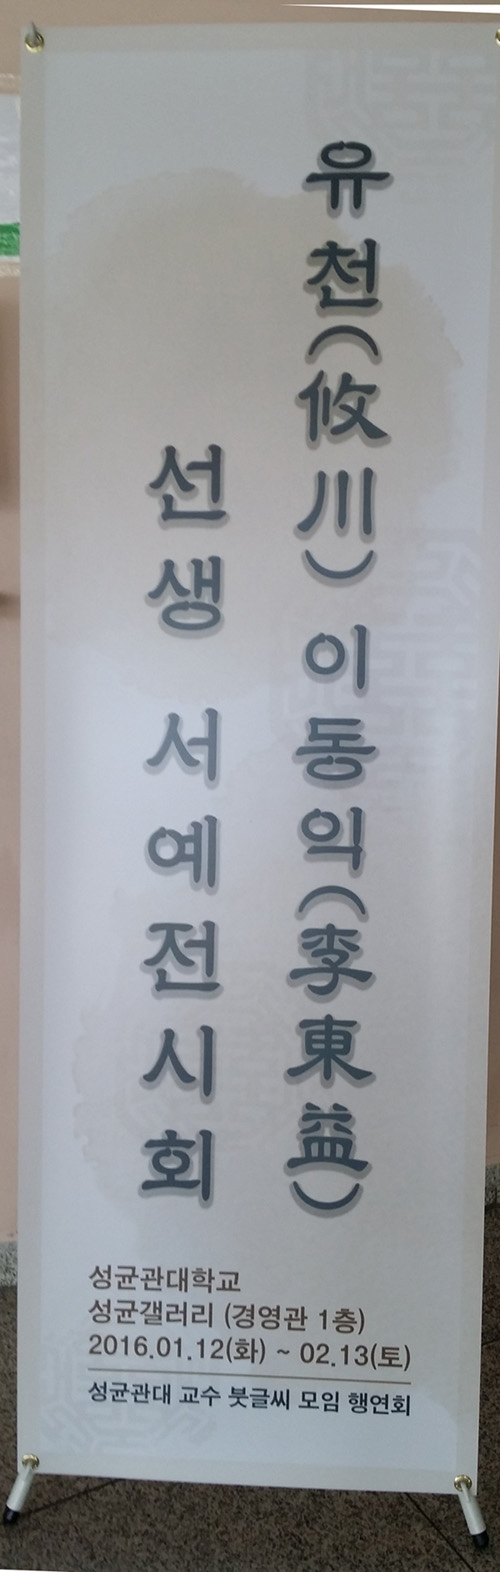 유천(攸川) 이동익(李東益)
선생 서예전시회
성균관대학교
성균갤러리 (경영관 1층)
2016.01.12(화) ~ 02.13(토)
성균관대 교수 붓글씨 모임 행연회